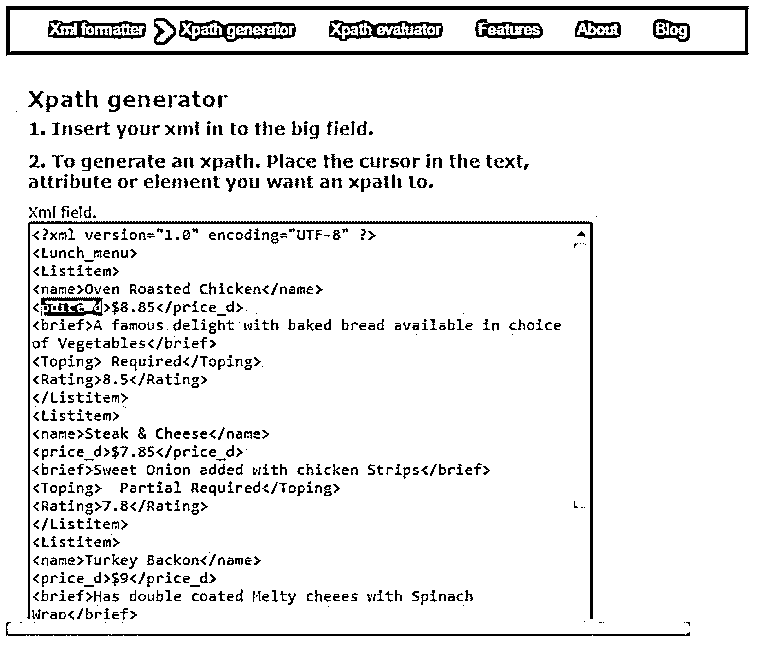 Xml formatter Xpath generator Xpath evaluator Features About Blog
Xpath generator
1. Insert your xml in to the big field.
2. To generate an xpath. Place the cursor in the text,
attribute or element you want an xpath to.
Xml field.
<?xml version="1.0" encoding="UTF-8" ?>
<Lunch_menu>
<Listitem>
<name>Oven Roasted Chicken</name>
<price_d>$8.85</price_d>
<brief>A famous delight with baked bread available in choice
of Vegetables</brief>
<Toping> Required</Toping>
<Rating>8.5</Rating>
</Listitem>
<Listitem>
<name>Steak & Cheese</name>
<price_d>$7.85</price_d>
<brief>Sweet Onion added with chicken Strips</brief>
<Toping>  Partial Required</Toping>
<Rating>7.8</Rating>
</Listitem>
<Listitem>
<name>Turkey Backon</name>
<price_d>$9</price_d>
<brief>Has double coated Melty cheees with Spinach
Wrap</brief>